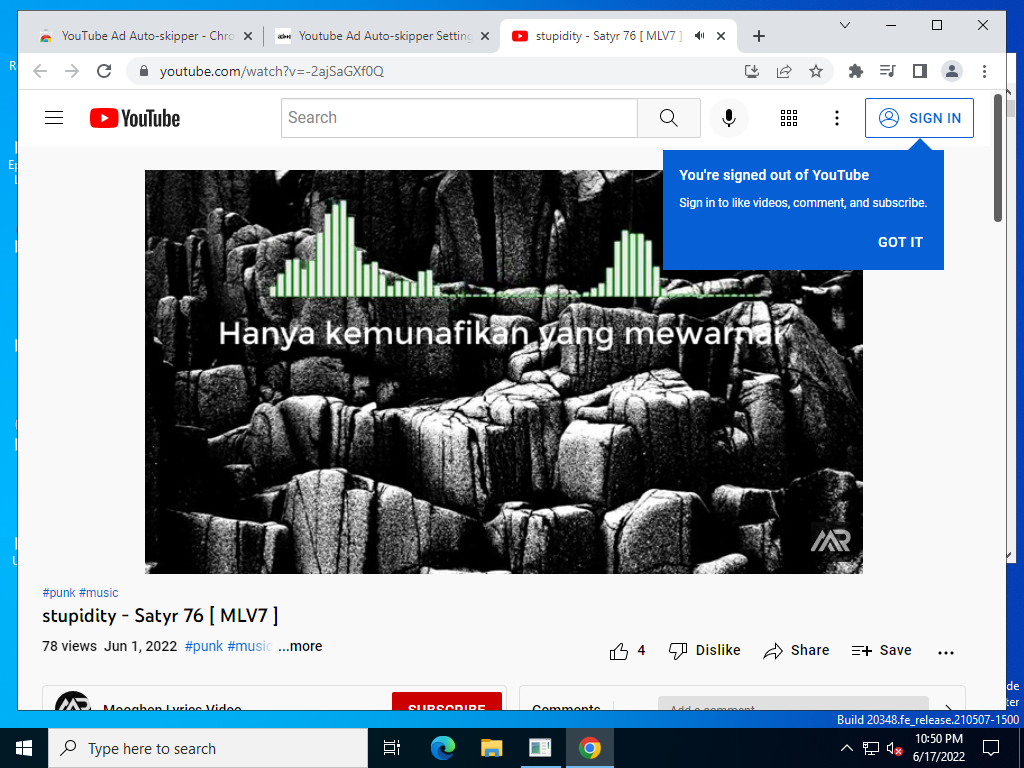 YouTube Ad Auto-skipper - Chro
Youtube Ad Auto-skipper Setting
stupidity - Satyr 76 [ MLV7 ]
youtube.com/watch?v=-2ajSaGXf0Q
YouTube
Search
SIGN IN
You're signed out of YouTube
Sign in to like videos, comment, and subscribe.
GOT IT
Hanya kemunafikan yang mewarnai
#punk #music
stupidity - Satyr 76 [ MLV7 ]
78 views Jun 1, 2022 #punk #music ...more
4 Dislike Share Save
Mooghen Lyrics Video
SUBSCRIBE
Comments
Add a comment...
Build 20348.fe_release.210507-1500
Type here to search
10:50 PM
6/17/2022